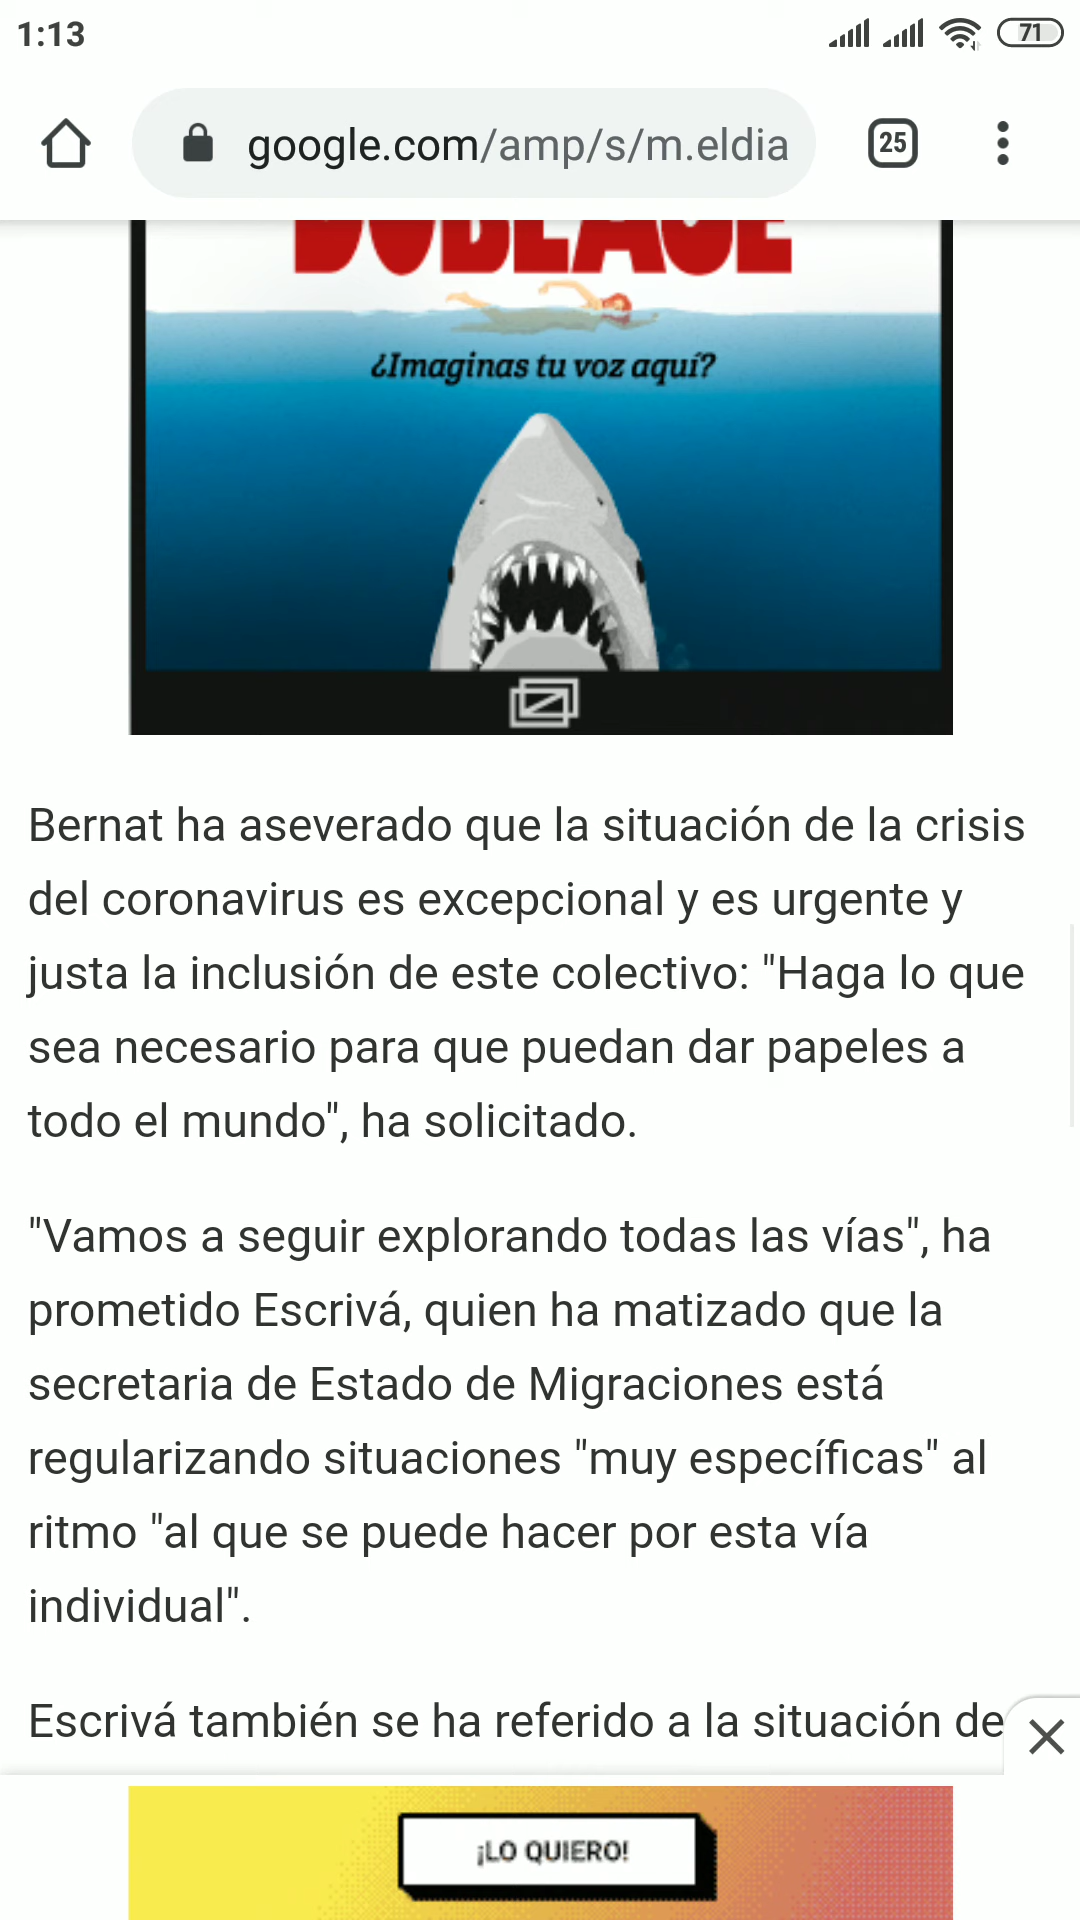 1:13
71
google.com/amp/s/m.eldia
25
DOBLAGE
¿Imaginas tu voz aquí?
Bernat ha aseverado que la situación de la crisis
del coronavirus es excepcional y es urgente y
justa la inclusión de este colectivo: "Haga lo que
sea necesario para que puedan dar papeles a
todo el mundo", ha solicitado.
"Vamos a seguir explorando todas las vías", ha
prometido Escrivá, quien ha matizado que la
secretaria de Estado de Migraciones está
regularizando situaciones "muy específicas" al
ritmo "al que se puede hacer por esta vía
individual".
Escrivá también se ha referido a la situación de
¡LO QUIERO!